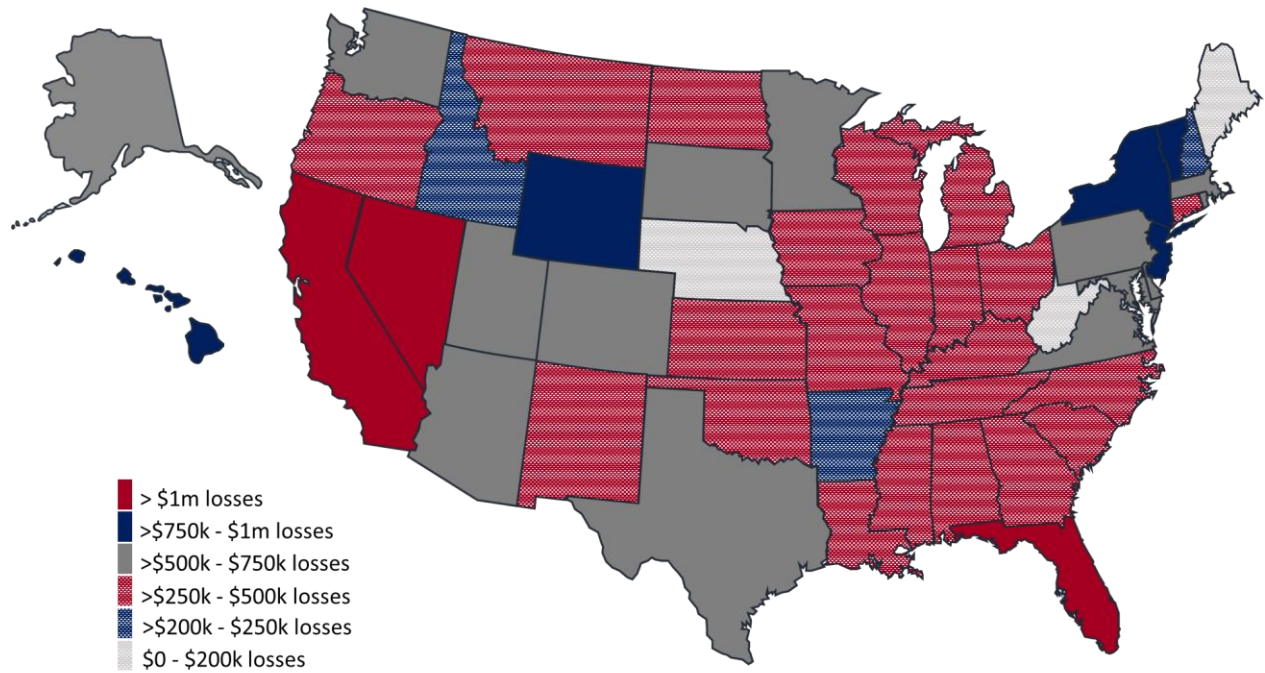 > $1m losses
>$750k - $1m losses
>$500k - $750k losses
>$250k - $500k losses
>$200k - $250k losses
$0 - $200k losses